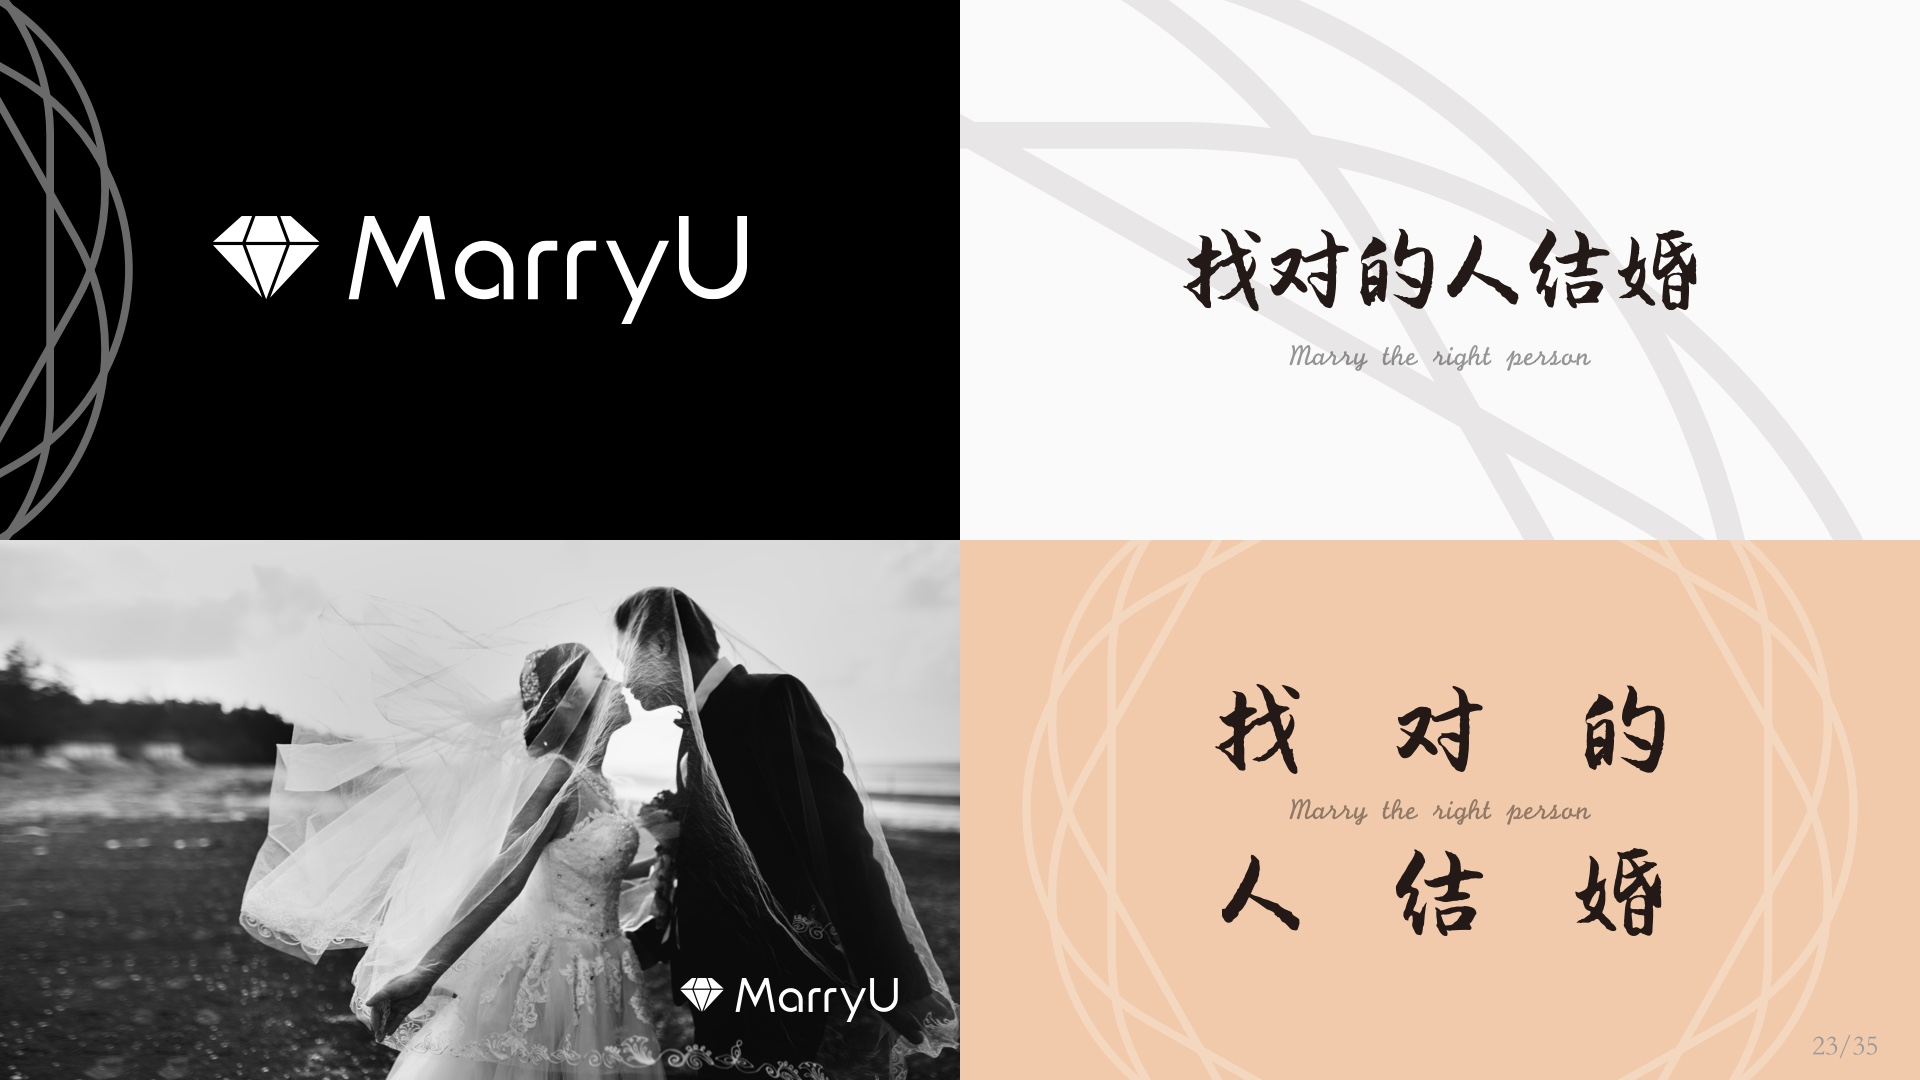 MarryU
找对的人结婚
Marry the right person
MarryU
找 对 的
Marry the right person
人 结 婚
23/35